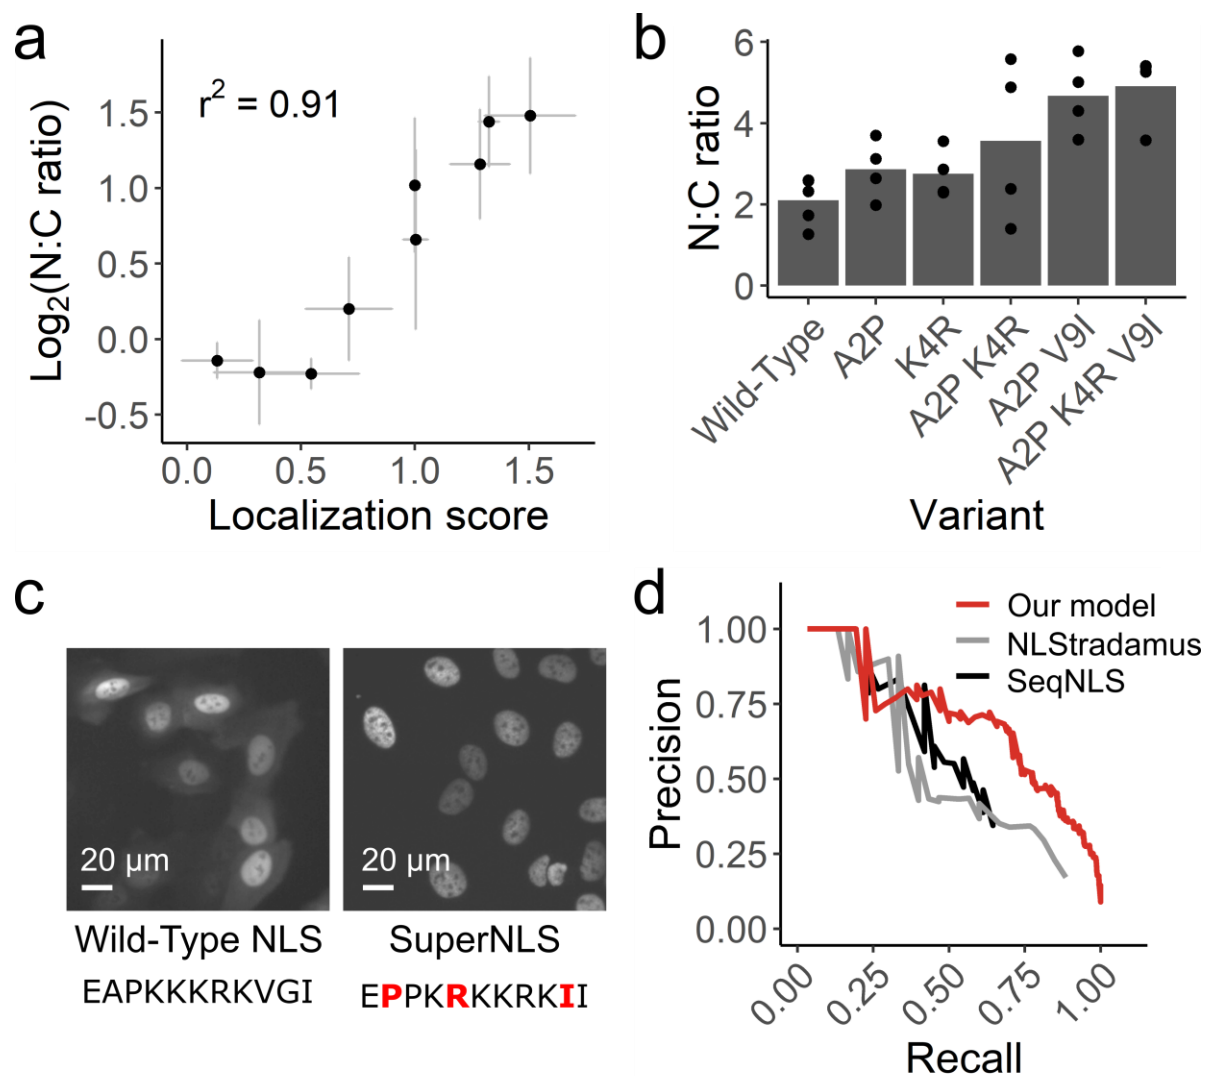 a
r2 = 0.91
Log2(N:C ratio)
1.5
1.0
0.5
0.0
-0.5
0.0 0.5 1.0 1.5
Localization score
b
N:C ratio
6
4
2
0
Wild-Type
A2P
K4R
A2P K4R
A2P V9I
A2P K4R V9I
Variant
c
20 µm
20 µm
Wild-Type NLS
SuperNLS
EAPKKKRKVGI
EPPKRKKRKII
d
Our model
NLStradamus
SeqNLS
Precision
1.00
0.75
0.50
0.25
0.00
0.00
0.25
0.50
0.75
1.00
Recall